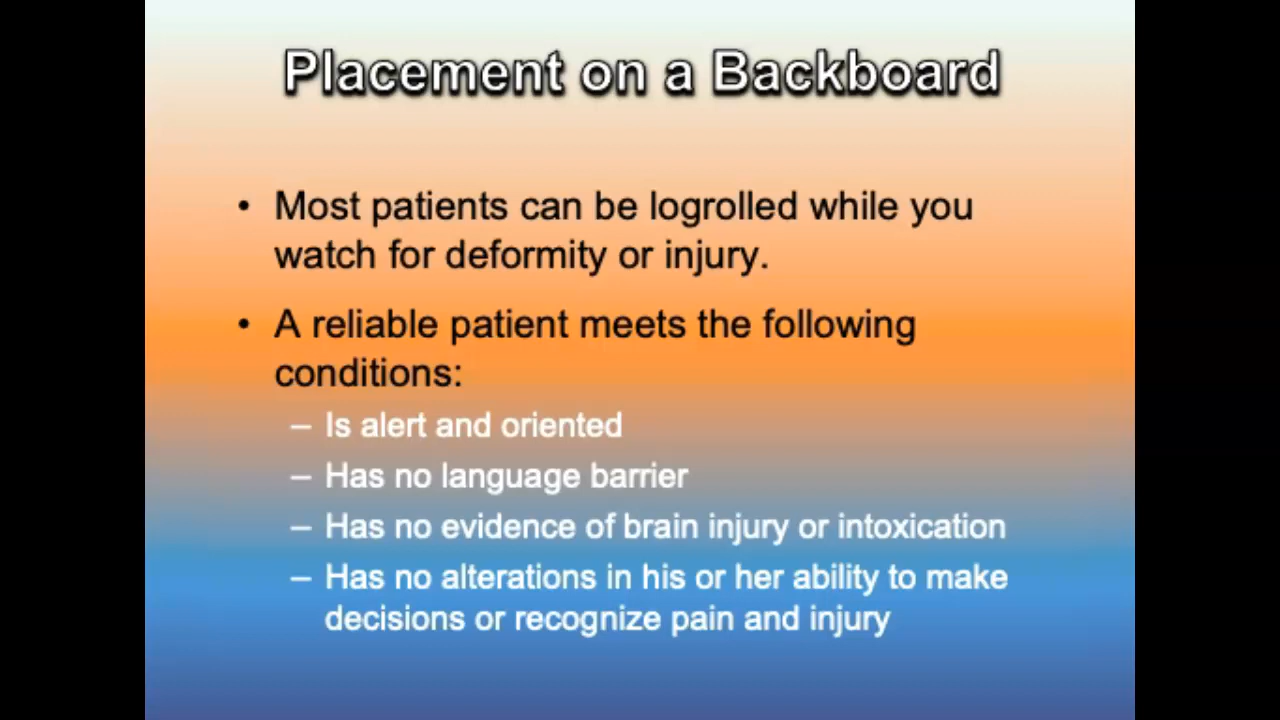 Placement on a Backboard
• Most patients can be logrolled while you
watch for deformity or injury.
• A reliable patient meets the following
conditions:
– Is alert and oriented
– Has no language barrier
– Has no evidence of brain injury or intoxication
– Has no alterations in his or her ability to make
decisions or recognize pain and injury